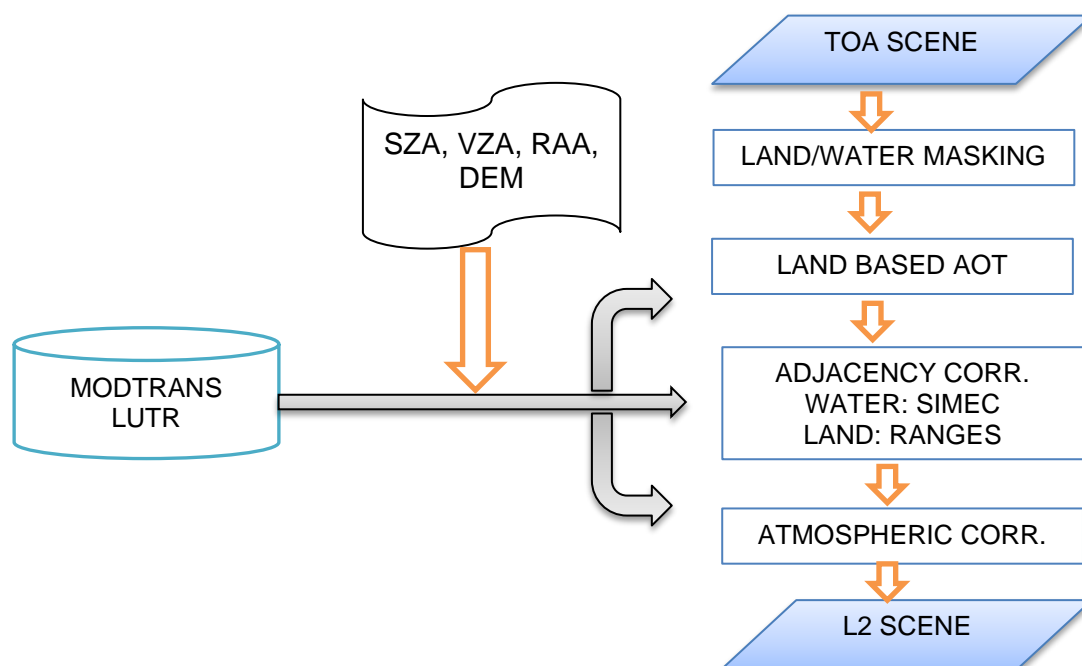 TOA SCENE
SZA, VZA, RAA,
DEM
LAND/WATER MASKING
LAND BASED AOT
MODTRANS
LUTR
ADJACENCY CORR.
WATER: SIMEC
LAND: RANGES
ATMOSPHERIC CORR.
L2 SCENE